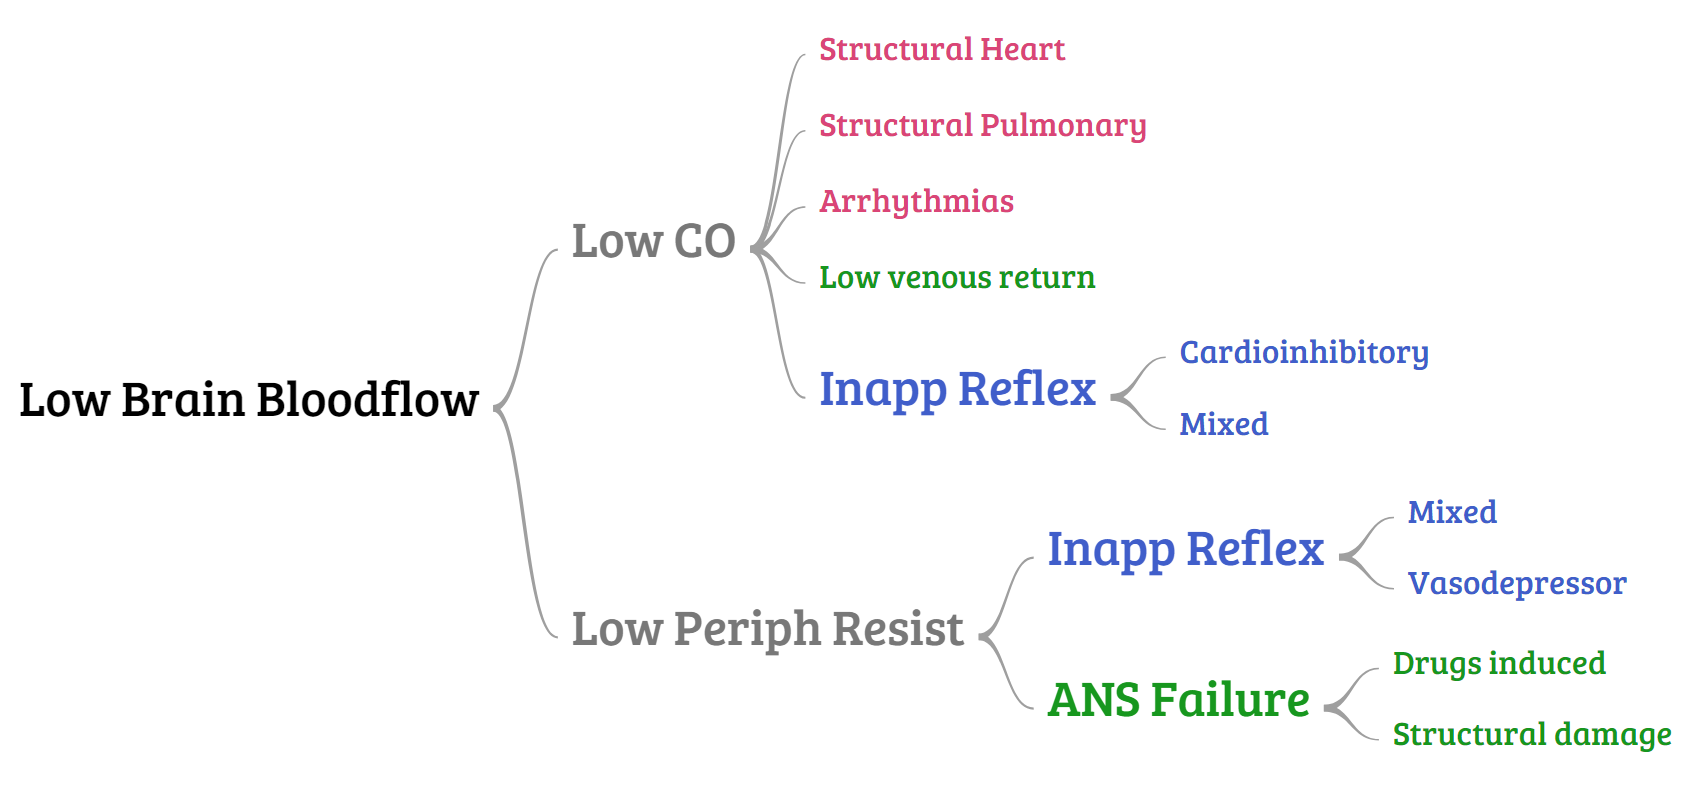 Low Brain Bloodflow
Low CO
Structural Heart
Structural Pulmonary
Arrhythmias
Low venous return
Inapp Reflex
Cardioinhibitory
Mixed
Low Periph Resist
Inapp Reflex
Mixed
Vasodepressor
ANS Failure
Drugs induced
Structural damage